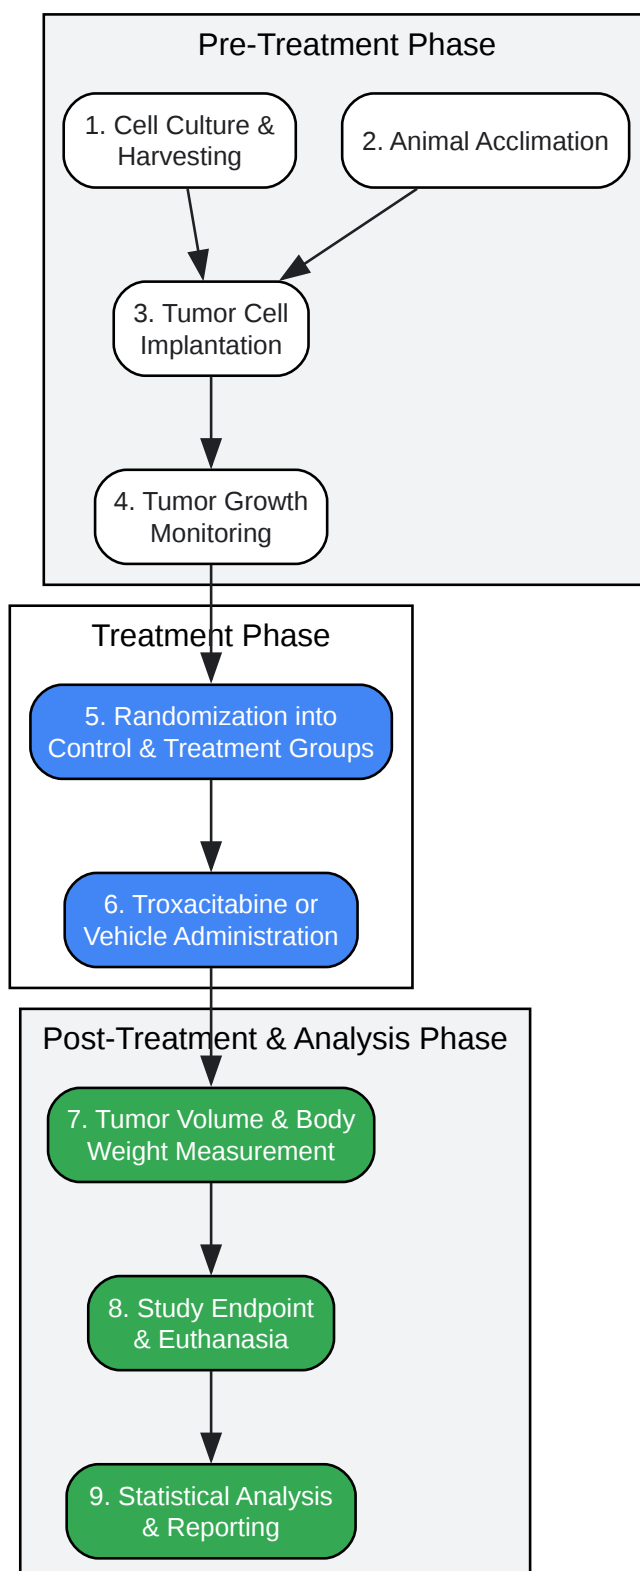 Pre-Treatment Phase
1. Cell Culture &
Harvesting
2. Animal Acclimation
3. Tumor Cell
Implantation
4. Tumor Growth
Monitoring
Treatment Phase
5. Randomization into
Control & Treatment Groups
6. Troxacitabine or
Vehicle Administration
Post-Treatment & Analysis Phase
7. Tumor Volume & Body
Weight Measurement
8. Study Endpoint
& Euthanasia
9. Statistical Analysis
& Reporting